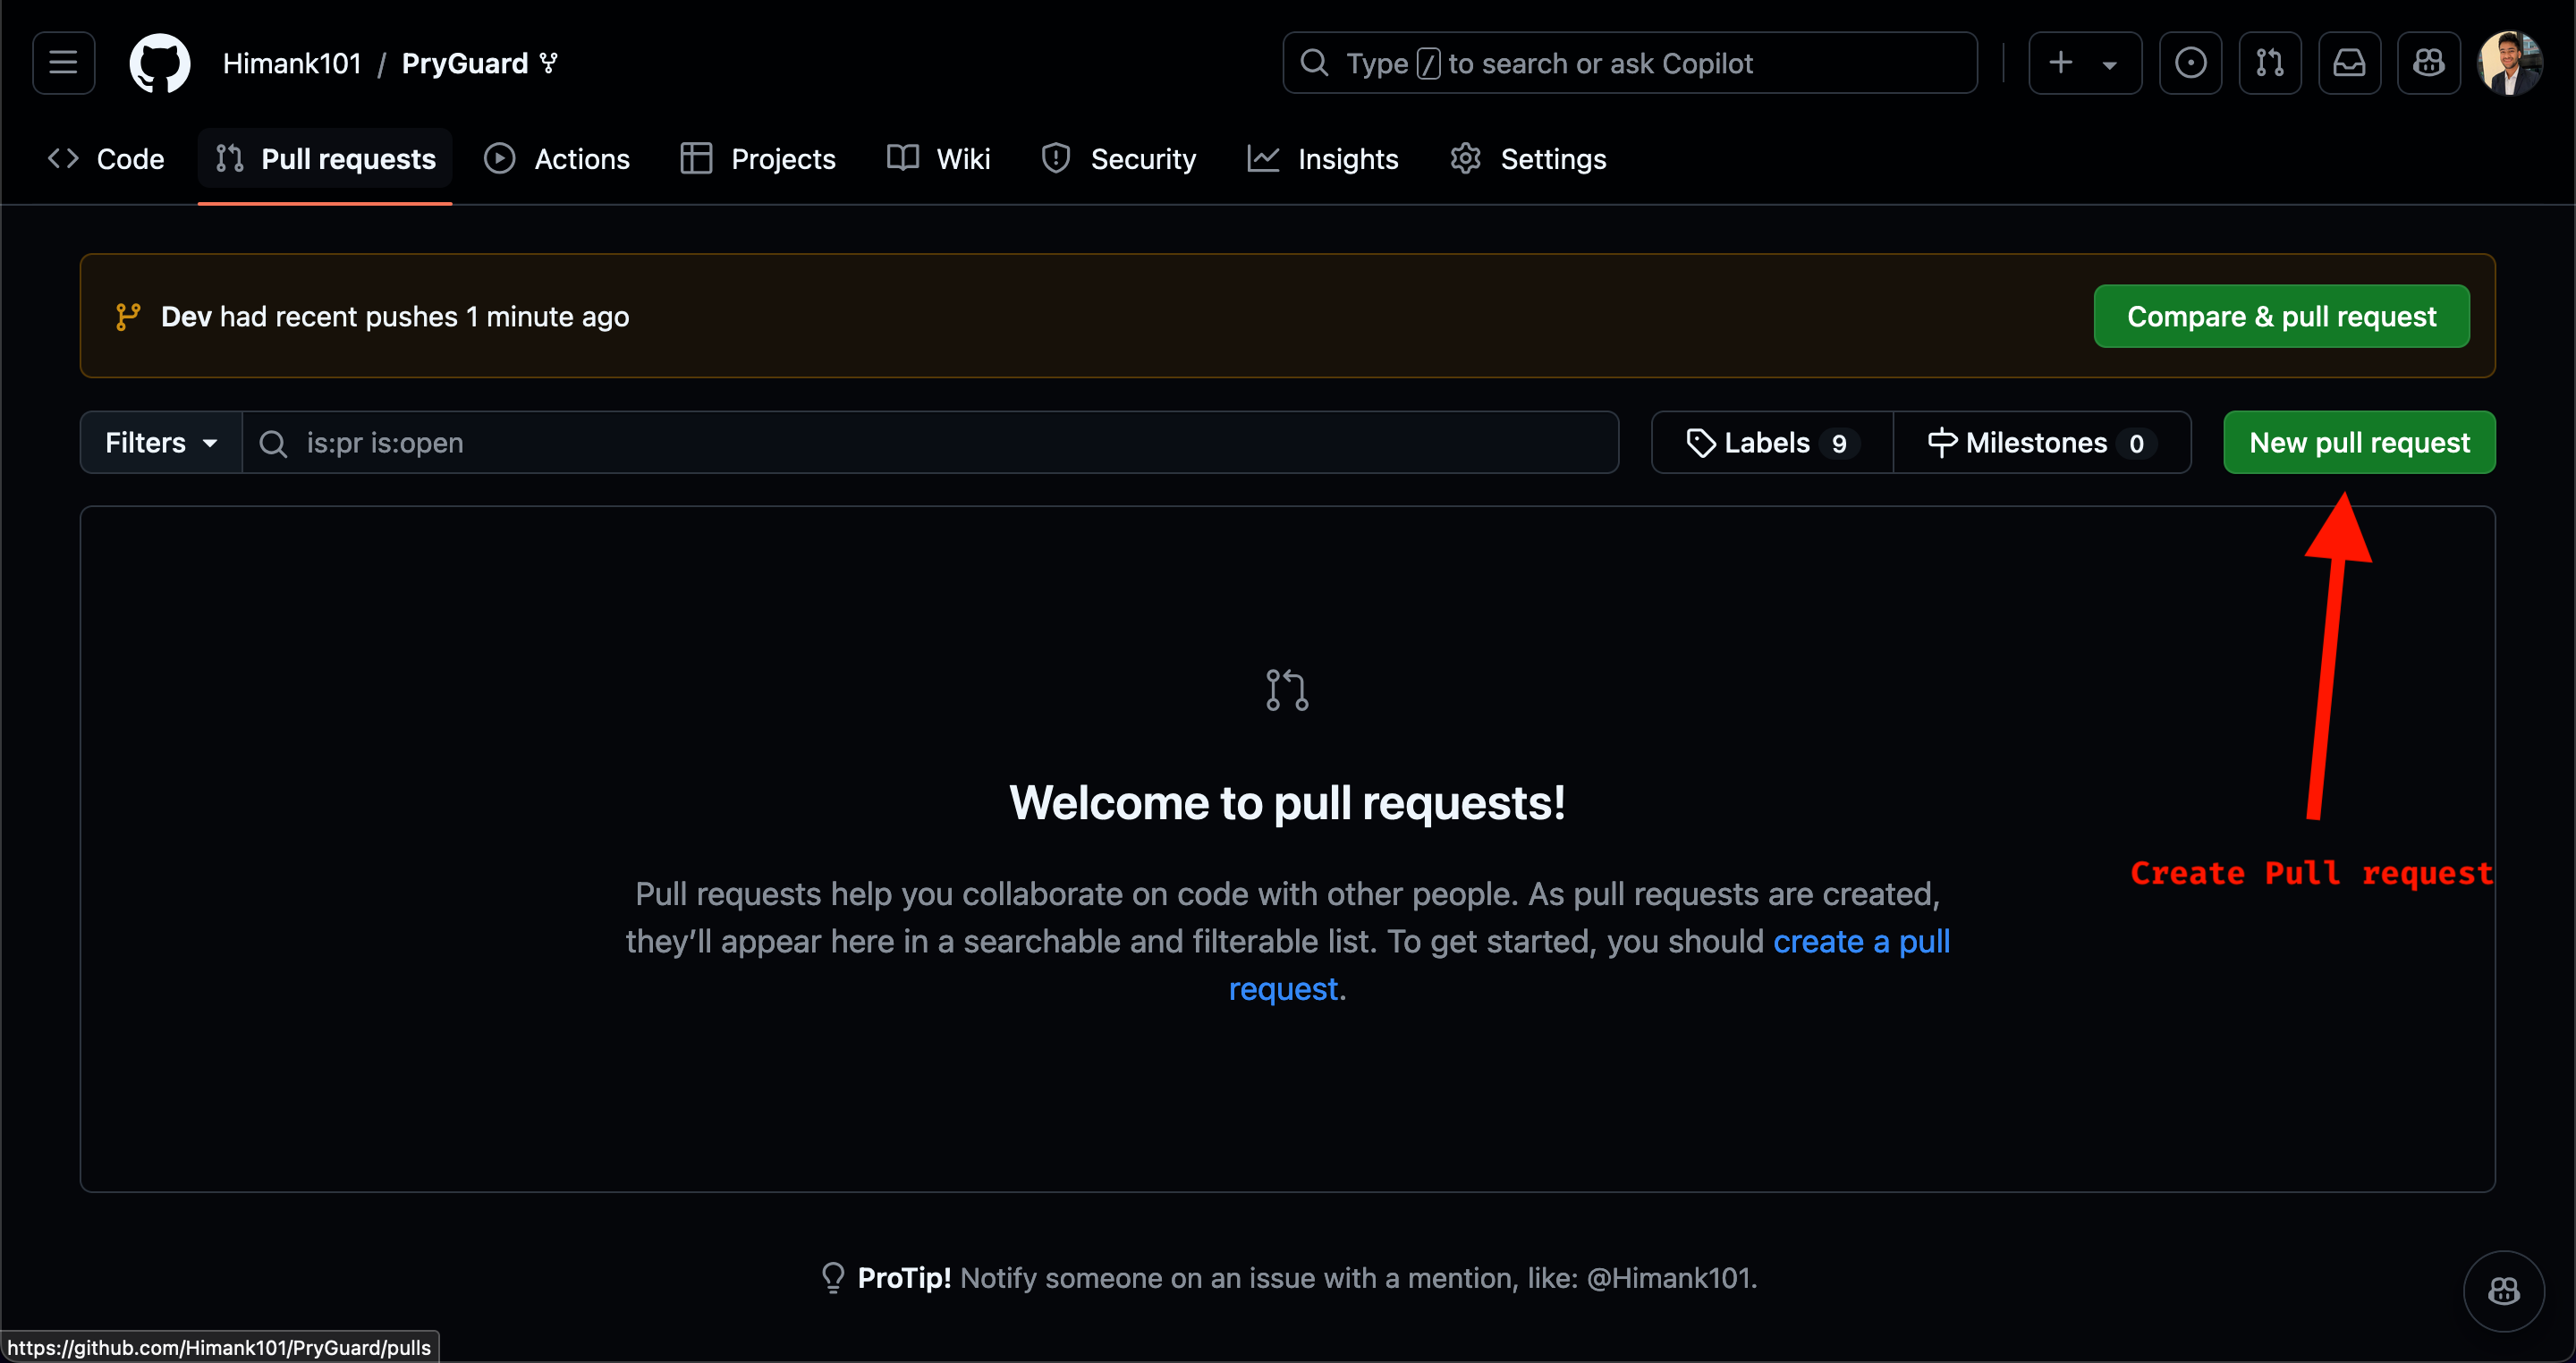 Himank101 / PryGuard
Type / to search or ask Copilot
Code
Pull requests
Actions
Projects
Wiki
Security
Insights
Settings
Dev had recent pushes 1 minute ago
Compare & pull request
Filters
is:pr is:open
Labels 9
Milestones 0
New pull request
Welcome to pull requests!
Create Pull request
Pull requests help you collaborate on code with other people. As pull requests are created,
they’ll appear here in a searchable and filterable list. To get started, you should create a pull
request.
ProTip! Notify someone on an issue with a mention, like: @Himank101.
https://github.com/Himank101/PryGuard/pulls